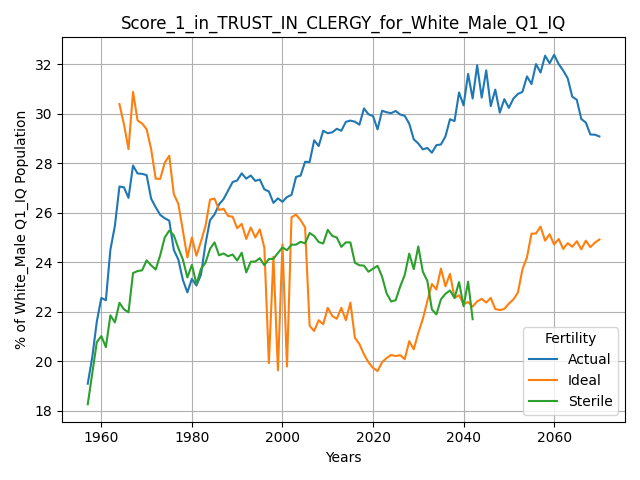 Score_1_in_TRUST_IN_CLERGY_for_White_Male_Q1_IQ
% of White_Male Q1_IQ Population
32
30
28
26
24
22
20
18
1960
1980
2000
2020
2040
2060
Years
Fertility
Actual
Ideal
Sterile